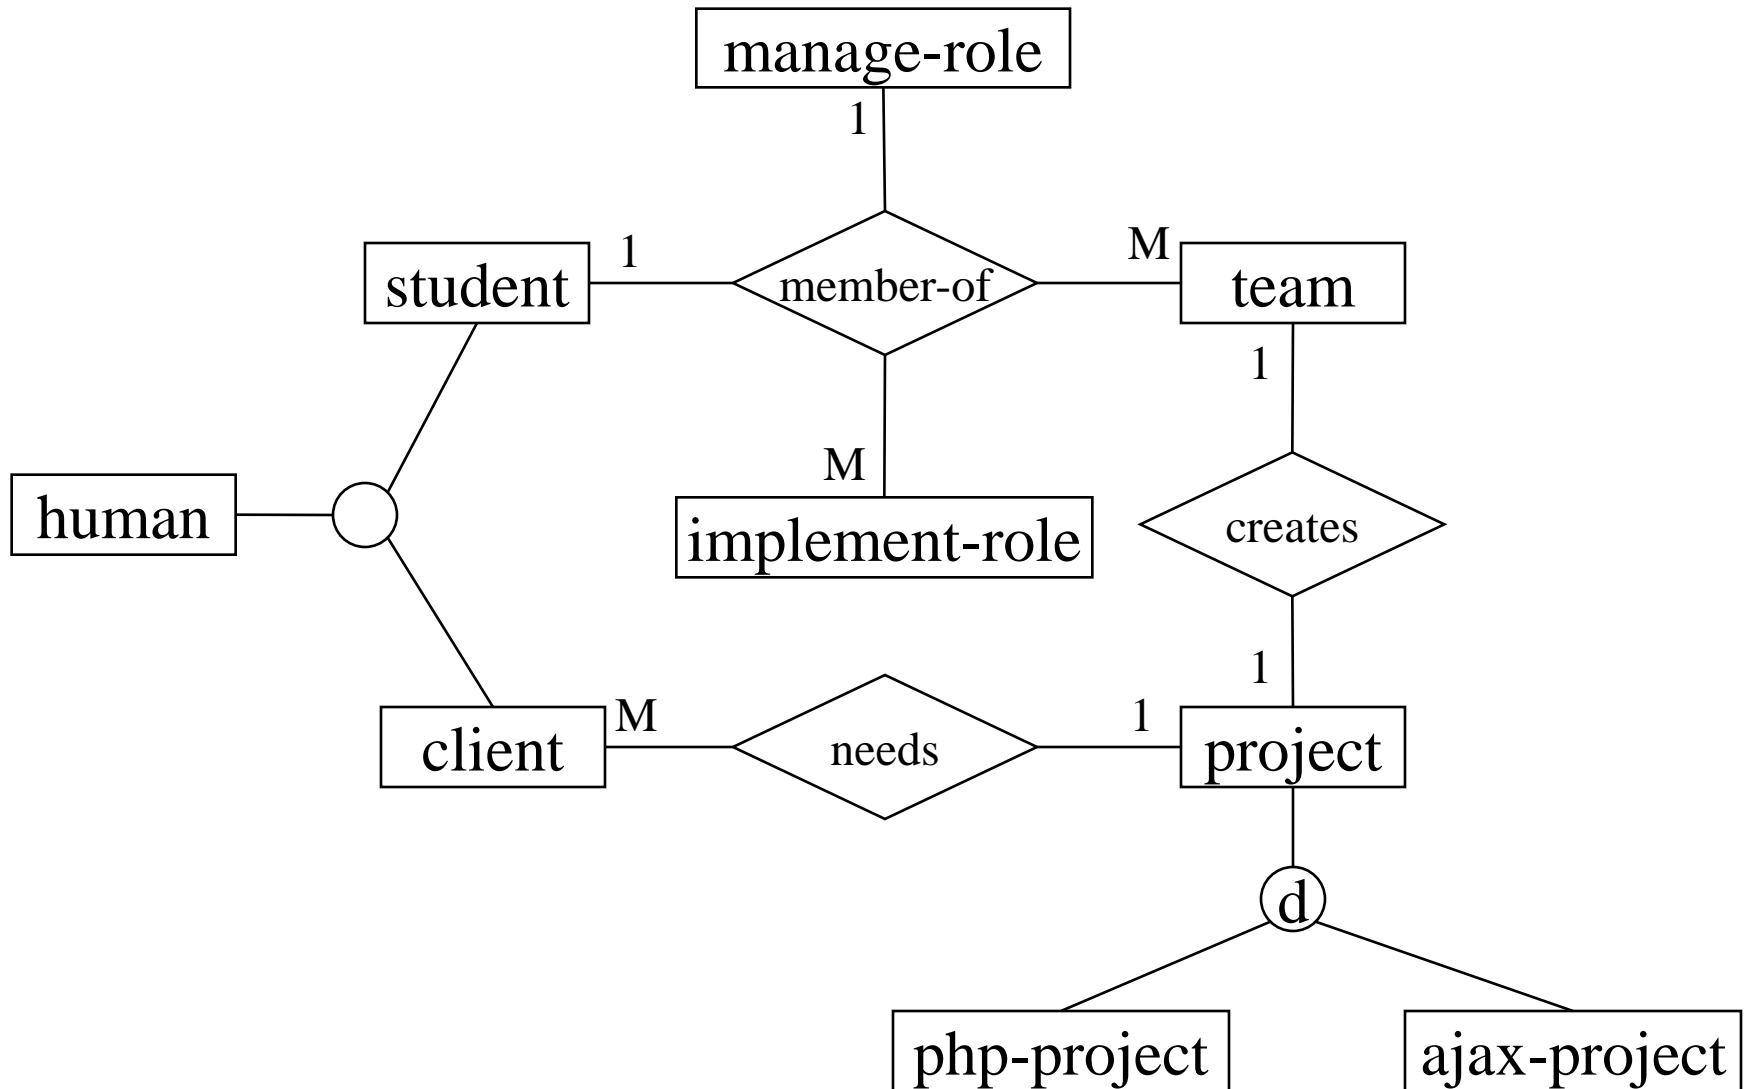 manage-role
1
student
1
member-of
M
team
1
M
human
implement-role
creates
1
client
M
needs
1
project
d
php-project
ajax-project